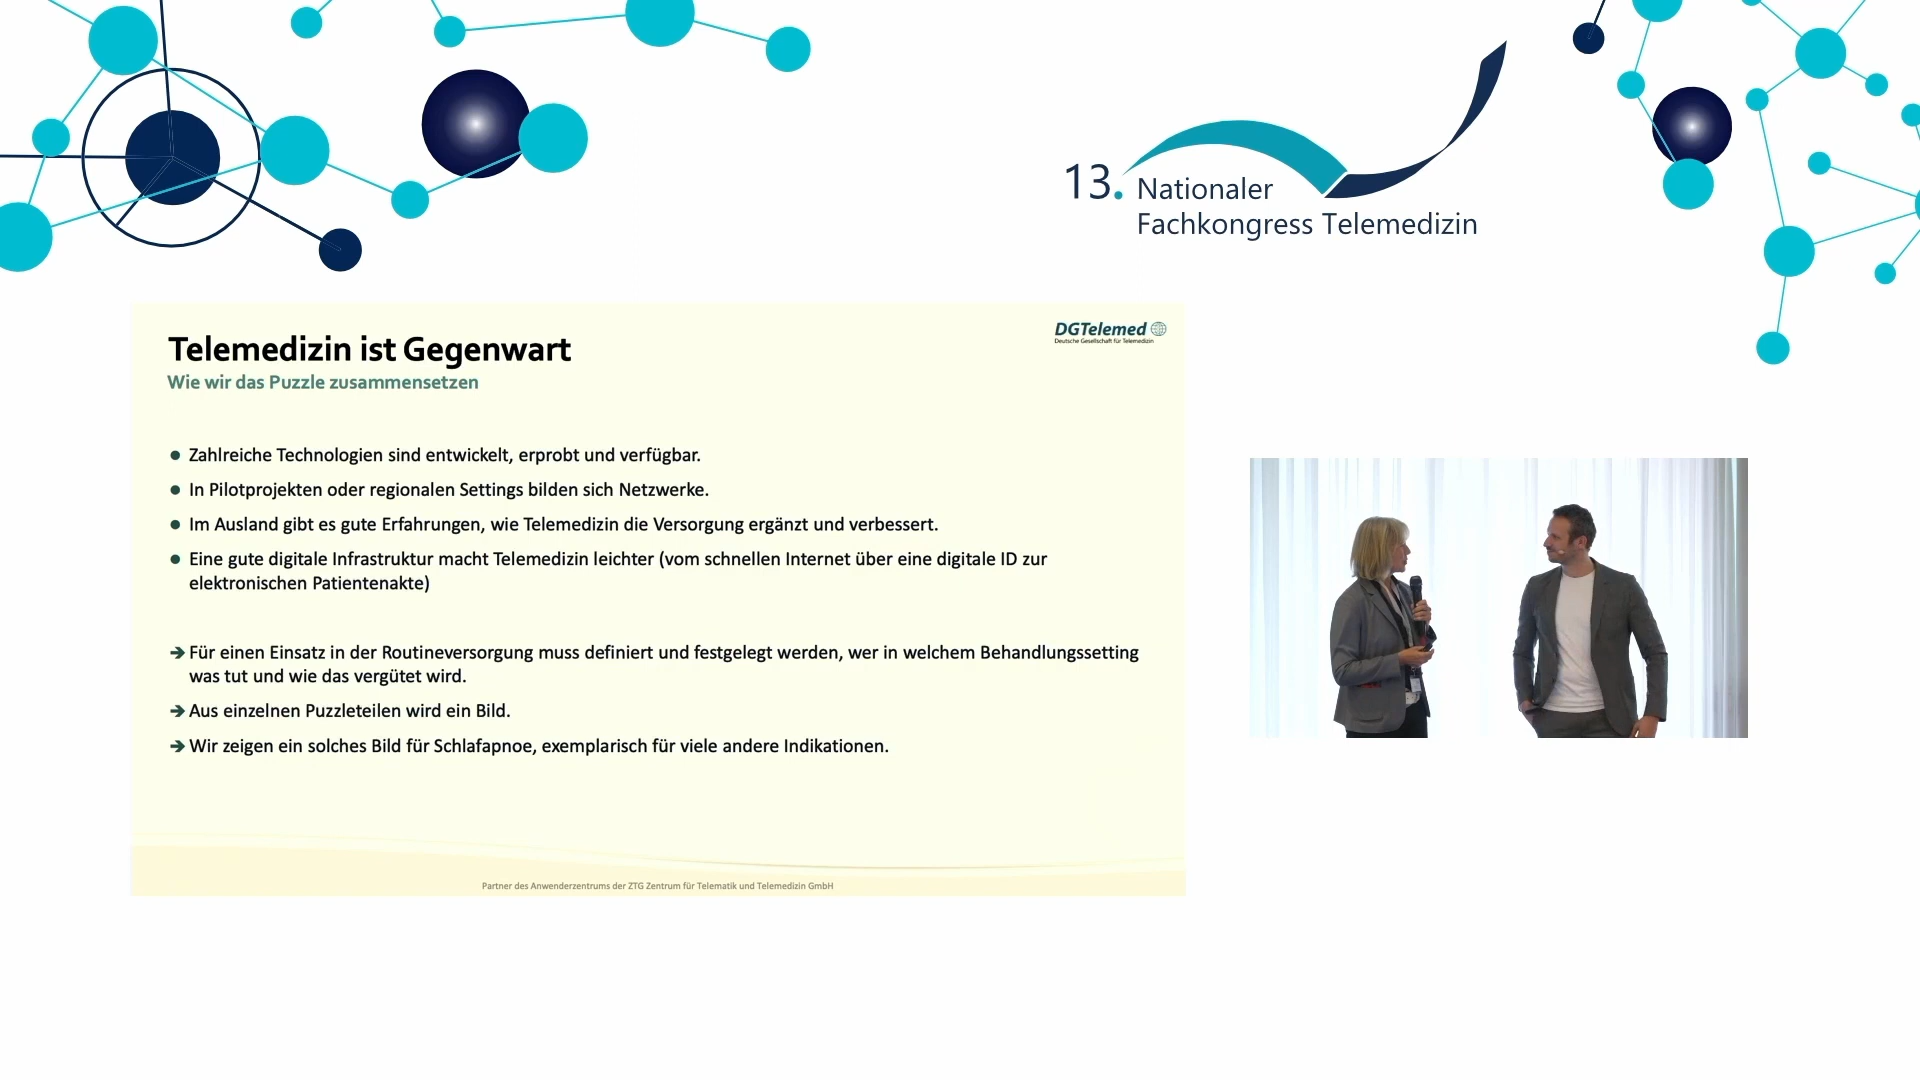 13. Nationaler
Fachkongress Telemedizin
DGTelemed
Deutsche Gesellschaft für Telemedizin
Telemedizin ist Gegenwart
Wie wir das Puzzle zusammensetzen
● Zahlreiche Technologien sind entwickelt, erprobt und verfügbar.
● In Pilotprojekten oder regionalen Settings bilden sich Netzwerke.
● Im Ausland gibt es gute Erfahrungen, wie Telemedizin die Versorgung ergänzt und verbessert.
● Eine gute digitale Infrastruktur macht Telemedizin leichter (vom schnellen Internet über eine digitale ID zur
elektronischen Patientenakte)
➔ Für einen Einsatz in der Routineversorgung muss definiert und festgelegt werden, wer in welchem Behandlungssetting
was tut und wie das vergütet wird.
➔ Aus einzelnen Puzzleteilen wird ein Bild.
➔ Wir zeigen ein solches Bild für Schlafapnoe, exemplarisch für viele andere Indikationen.
Partner des Anwenderzentrums der ZTG Zentrum für Telematik und Telemedizin GmbH